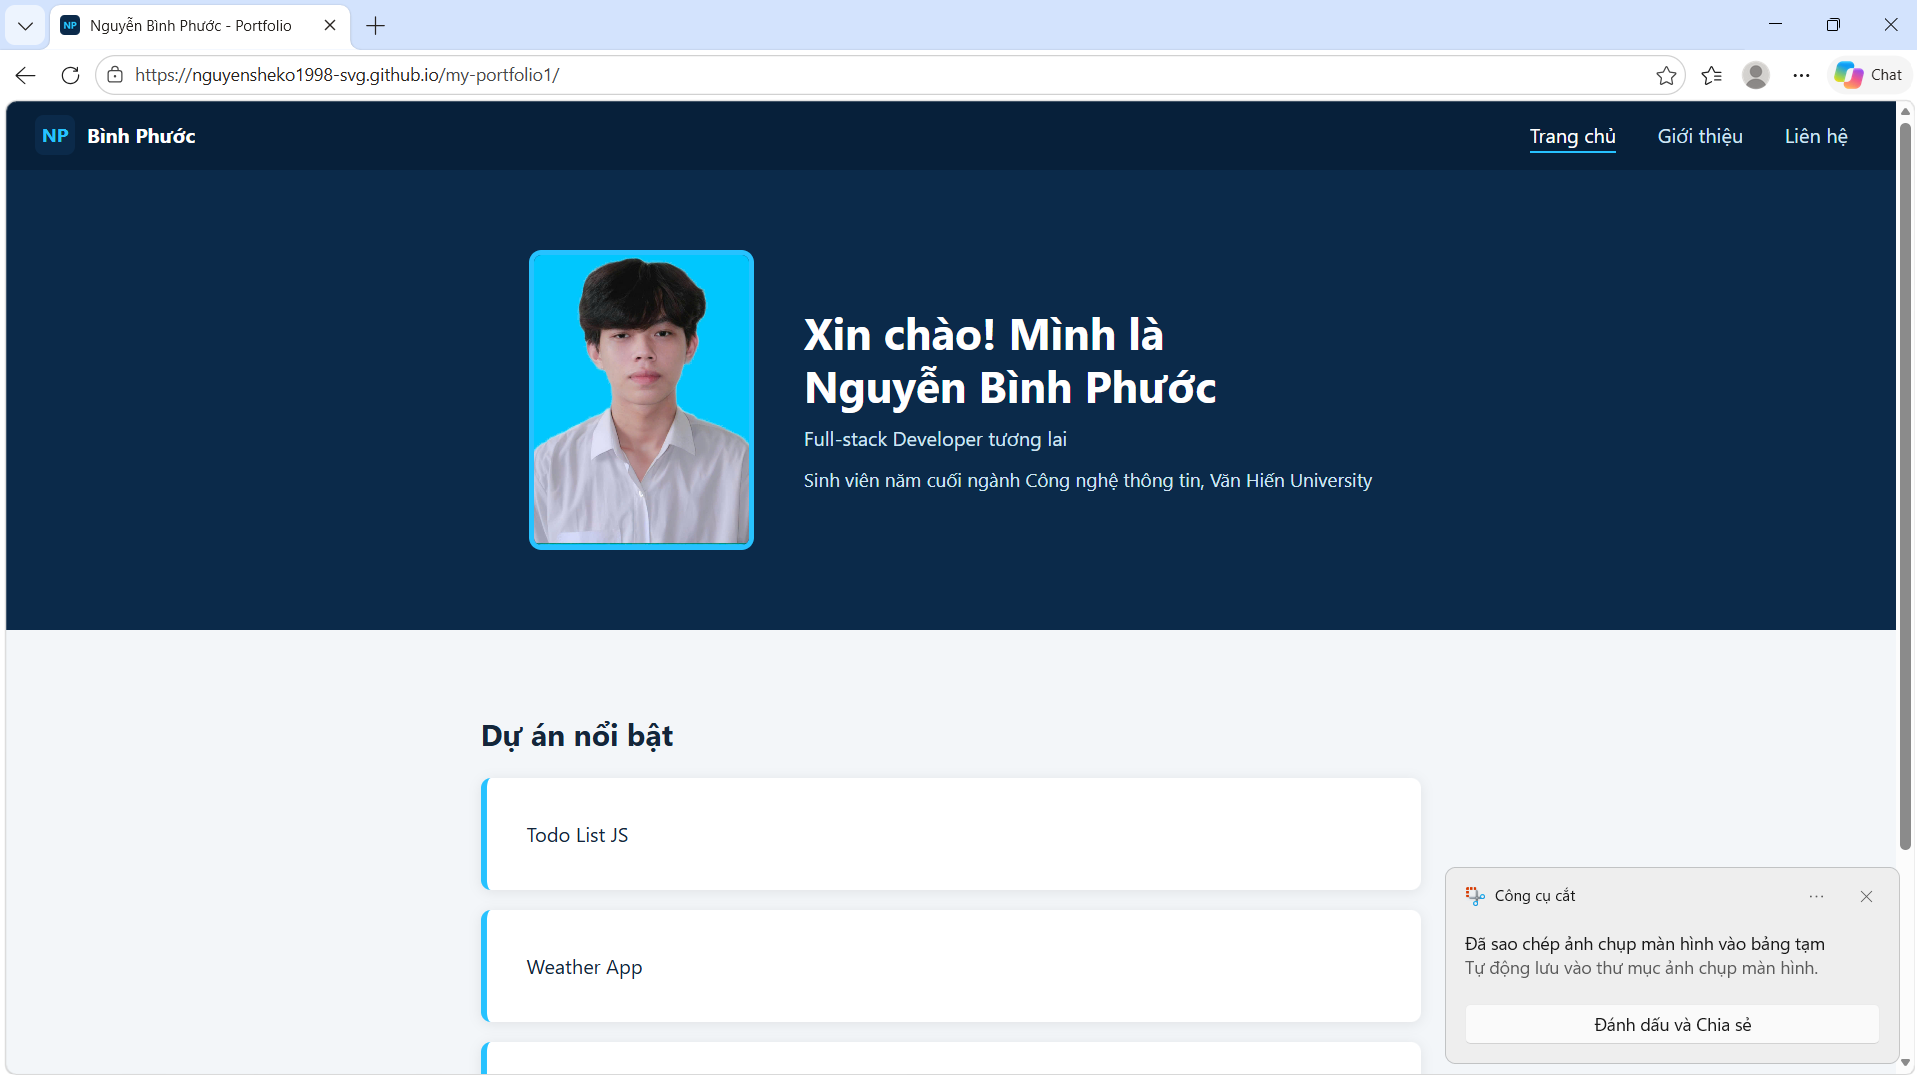 NP Nguyễn Bình Phước - Portfolio
https://nguyensheko1998-svg.github.io/my-portfolio1/
Chat
NP Bình Phước
Trang chủ Giới thiệu Liên hệ
Xin chào! Mình là
Nguyễn Bình Phước
Full-stack Developer tương lai
Sinh viên năm cuối ngành Công nghệ thông tin, Văn Hiến University
Dự án nổi bật
Todo List JS
Weather App
Công cụ cắt
Đã sao chép ảnh chụp màn hình vào bảng tạm
Tự động lưu vào thư mục ảnh chụp màn hình.
Đánh dấu và Chia sẻ